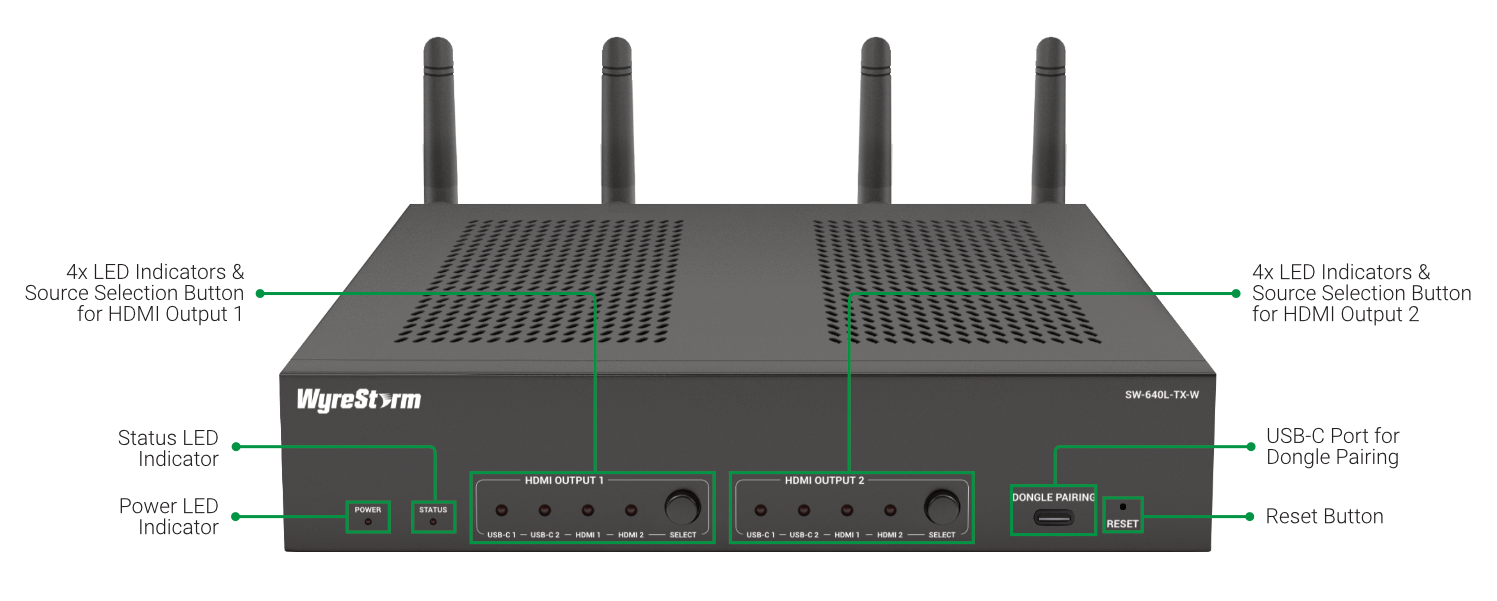 4x LED Indicators &
Source Selection Button
for HDMI Output 1
4x LED Indicators &
Source Selection Button
for HDMI Output 2
WyreStorm
SW-640L-TX-W
Status LED
Indicator
USB-C Port for
Dongle Pairing
Power LED
Indicator
POWER
STATUS
HDMI OUTPUT 1
USB-C 1 USB-C 2 HDMI 1 HDMI 2 SELECT
HDMI OUTPUT 2
USB-C 1 USB-C 2 HDMI 1 HDMI 2 SELECT
DONGLE PAIRING
RESET
Reset Button